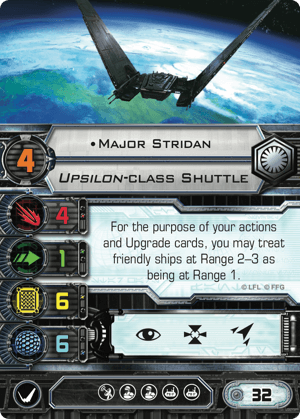 •Major Stridan
4
Upsilon-class Shuttle
4
For the purpose of your actions
and Upgrade cards, you may treat
friendly ships at Range 2–3 as
being at Range 1.
1
©LFL ©FFG
6
6
32